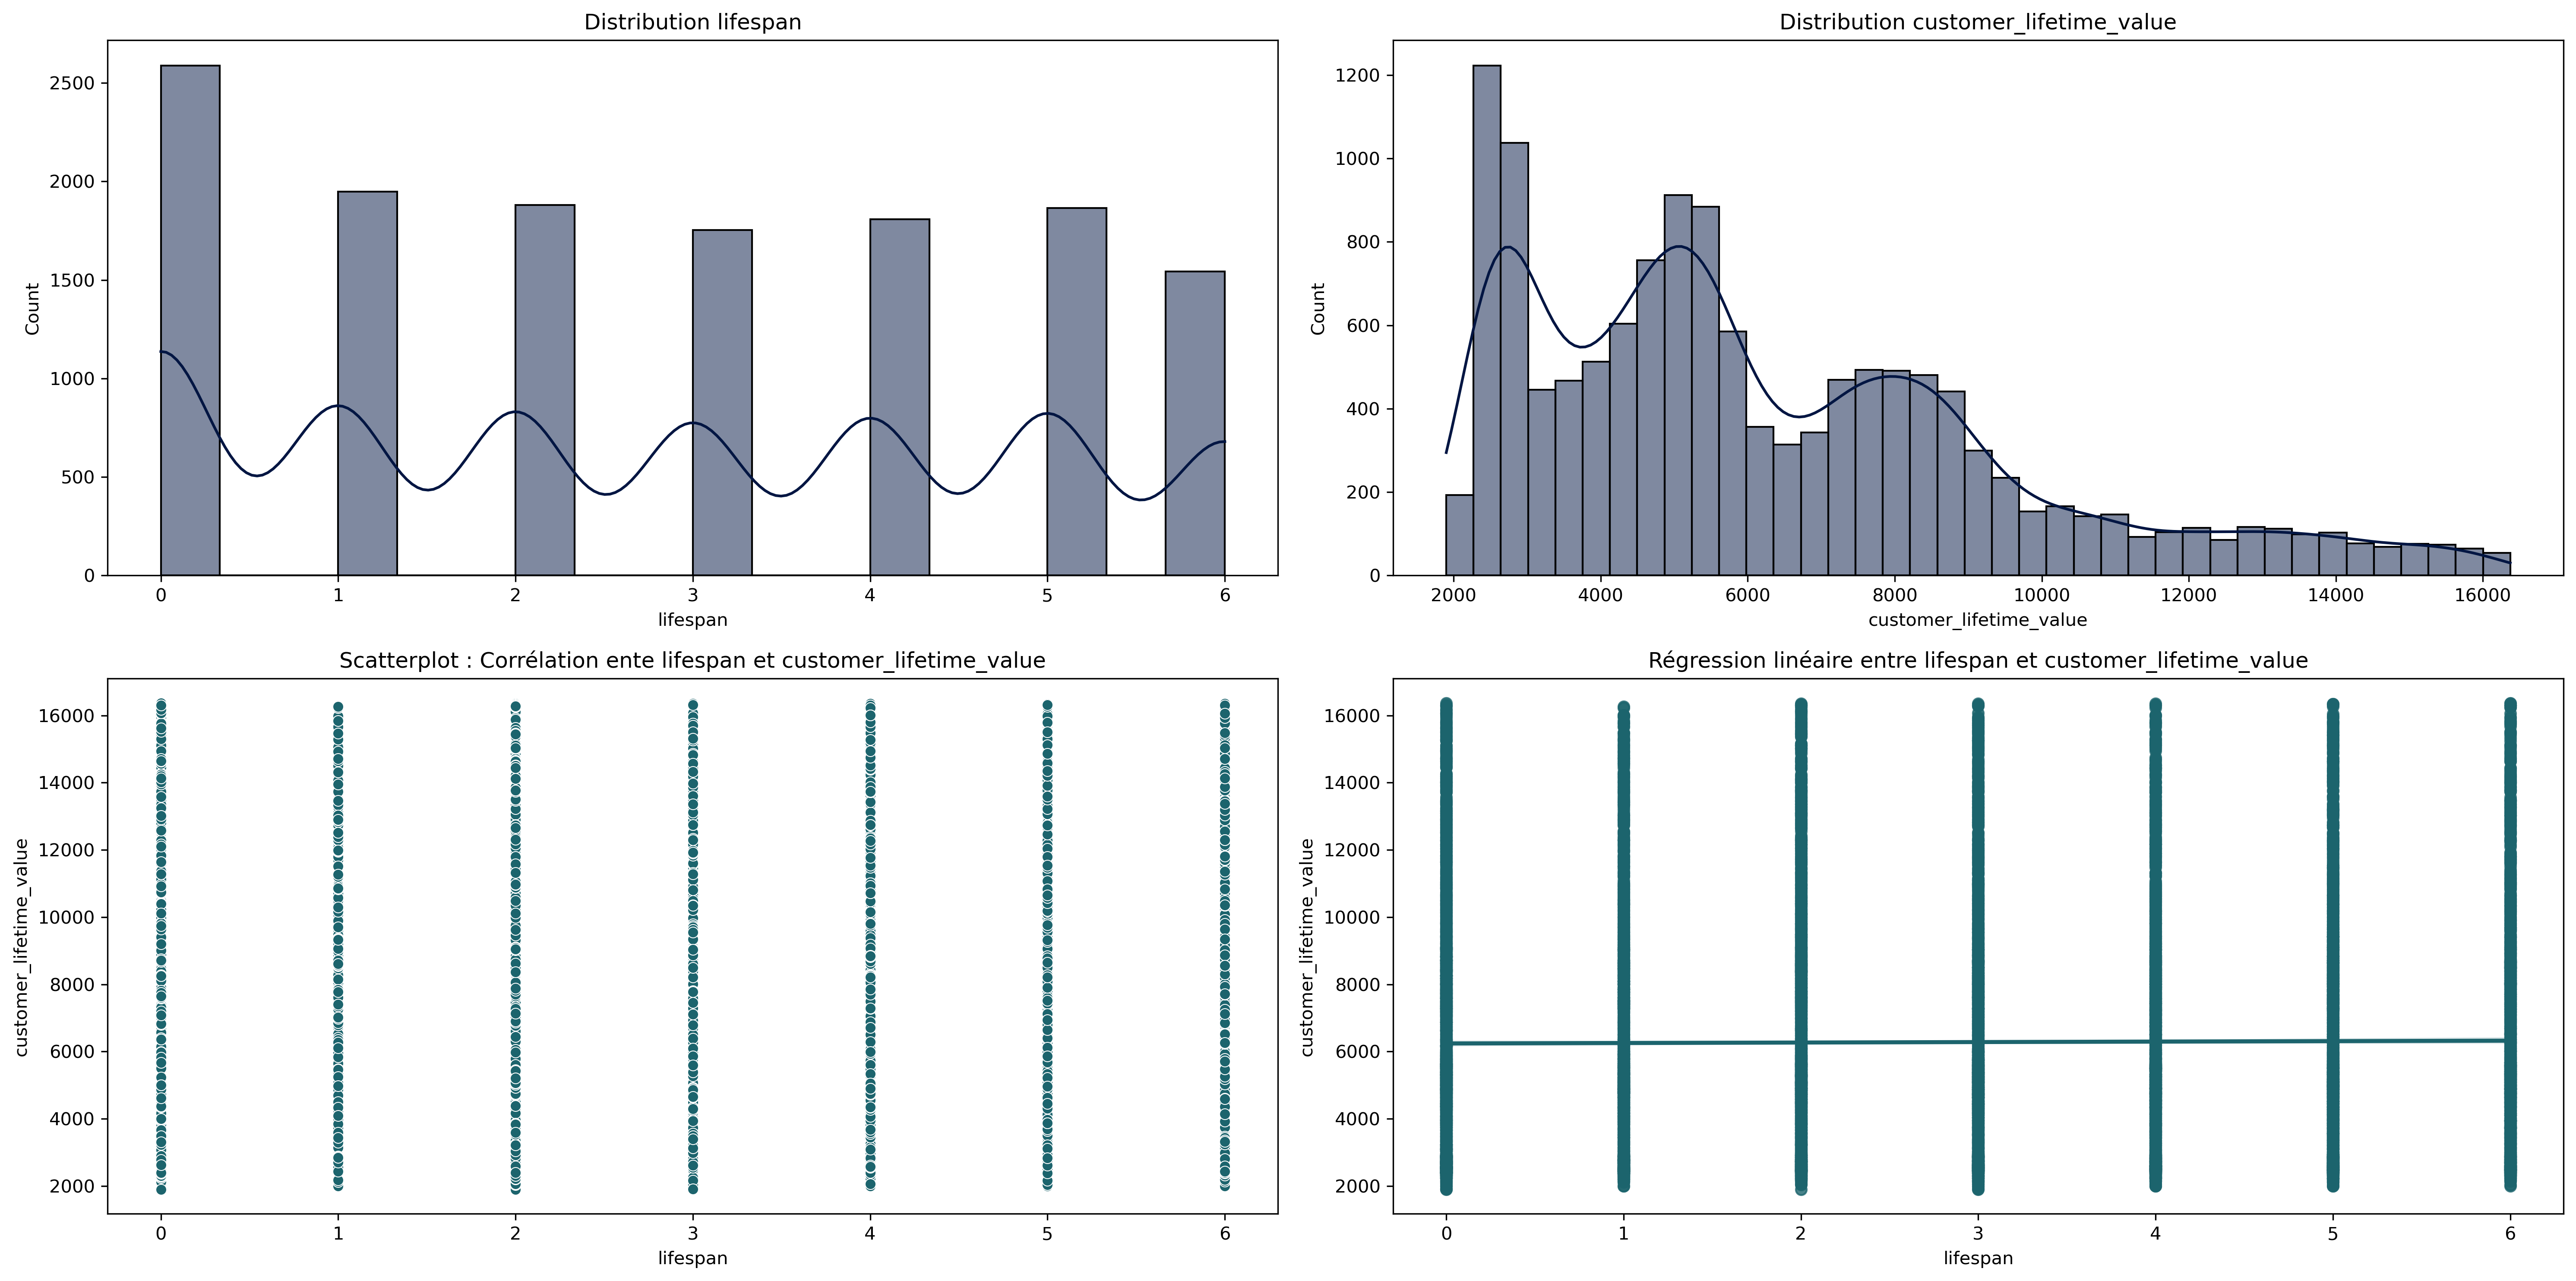 Distribution lifespan
Count
2500
2000
1500
1000
500
0
0 1 2 3 4 5 6
lifespan
Distribution customer_lifetime_value
Count
1200
1000
800
600
400
200
0
2000 4000 6000 8000 10000 12000 14000 16000
customer_lifetime_value
Scatterplot : Corrélation ente lifespan et customer_lifetime_value
customer_lifetime_value
16000
14000
12000
10000
8000
6000
4000
2000
0 1 2 3 4 5 6
lifespan
Régression linéaire entre lifespan et customer_lifetime_value
customer_lifetime_value
16000
14000
12000
10000
8000
6000
4000
2000
0 1 2 3 4 5 6
lifespan